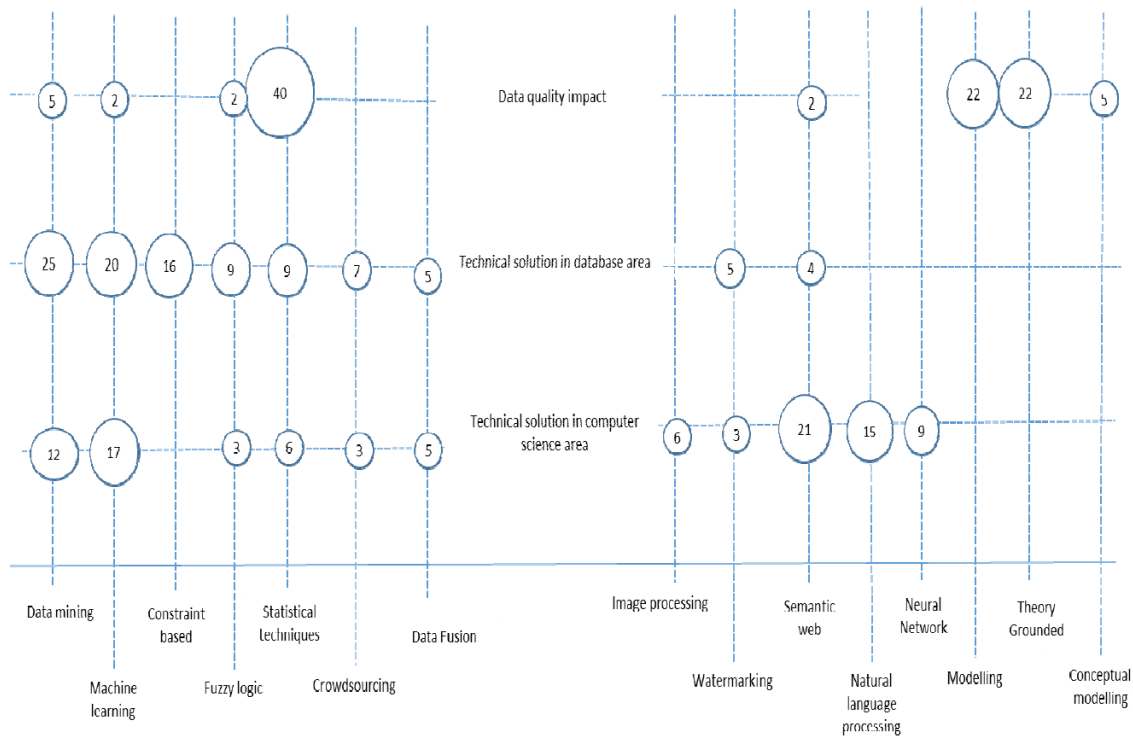 5
2
2
40
Data quality impact
2
22
22
5
25
20
16
9
9
7
5
Technical solution in database area
5
4
12
17
3
6
3
5
Technical solution in computer
science area
6
3
21
15
9
Data mining
Machine
learning
Constraint
based
Fuzzy logic
Statistical
techniques
Crowdsourcing
Data Fusion
Image processing
Watermarking
Semantic
web
Natural
language
processing
Neural
Network
Modelling
Theory
Grounded
Conceptual
modelling